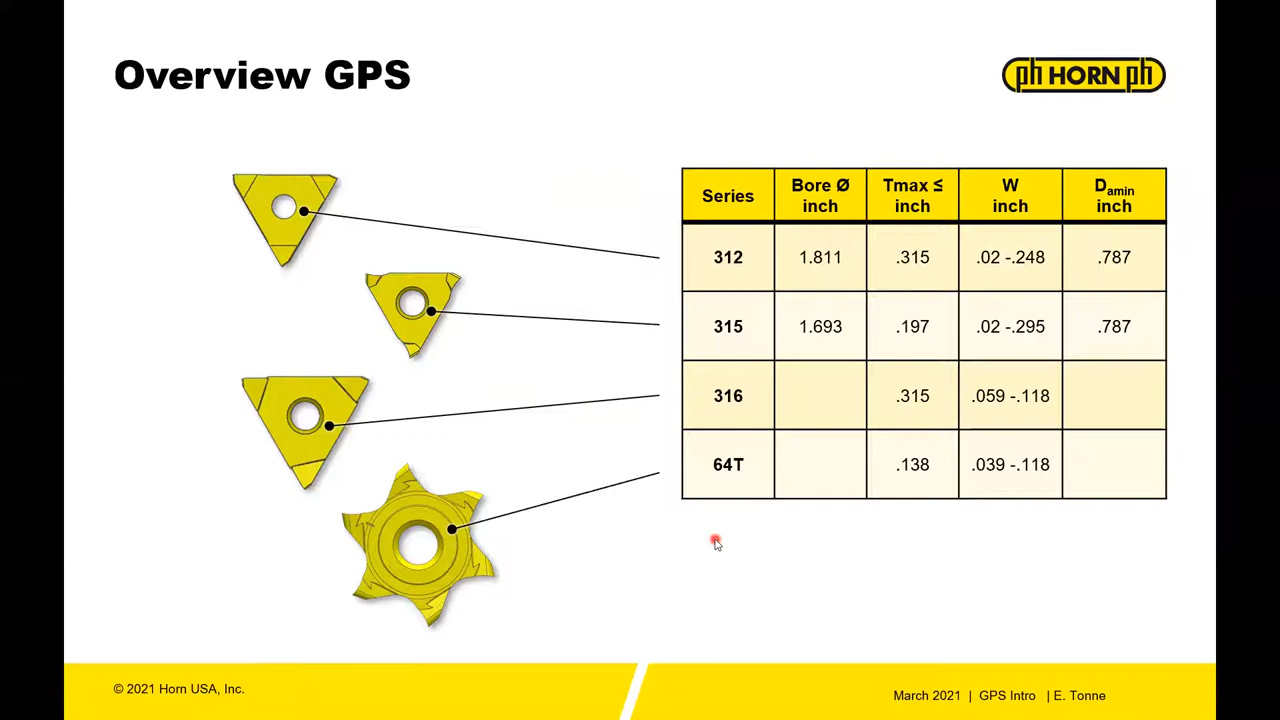 Overview GPS
ph HORN ph
Series Bore Ø inch Tmax ≤ inch W inch Damin inch
312 1.811 .315 .02 -.248 .787
315 1.693 .197 .02 -.295 .787
316 .315 .059 -.118
64T .138 .039 -.118
© 2021 Horn USA, Inc.
March 2021 | GPS Intro | E. Tonne